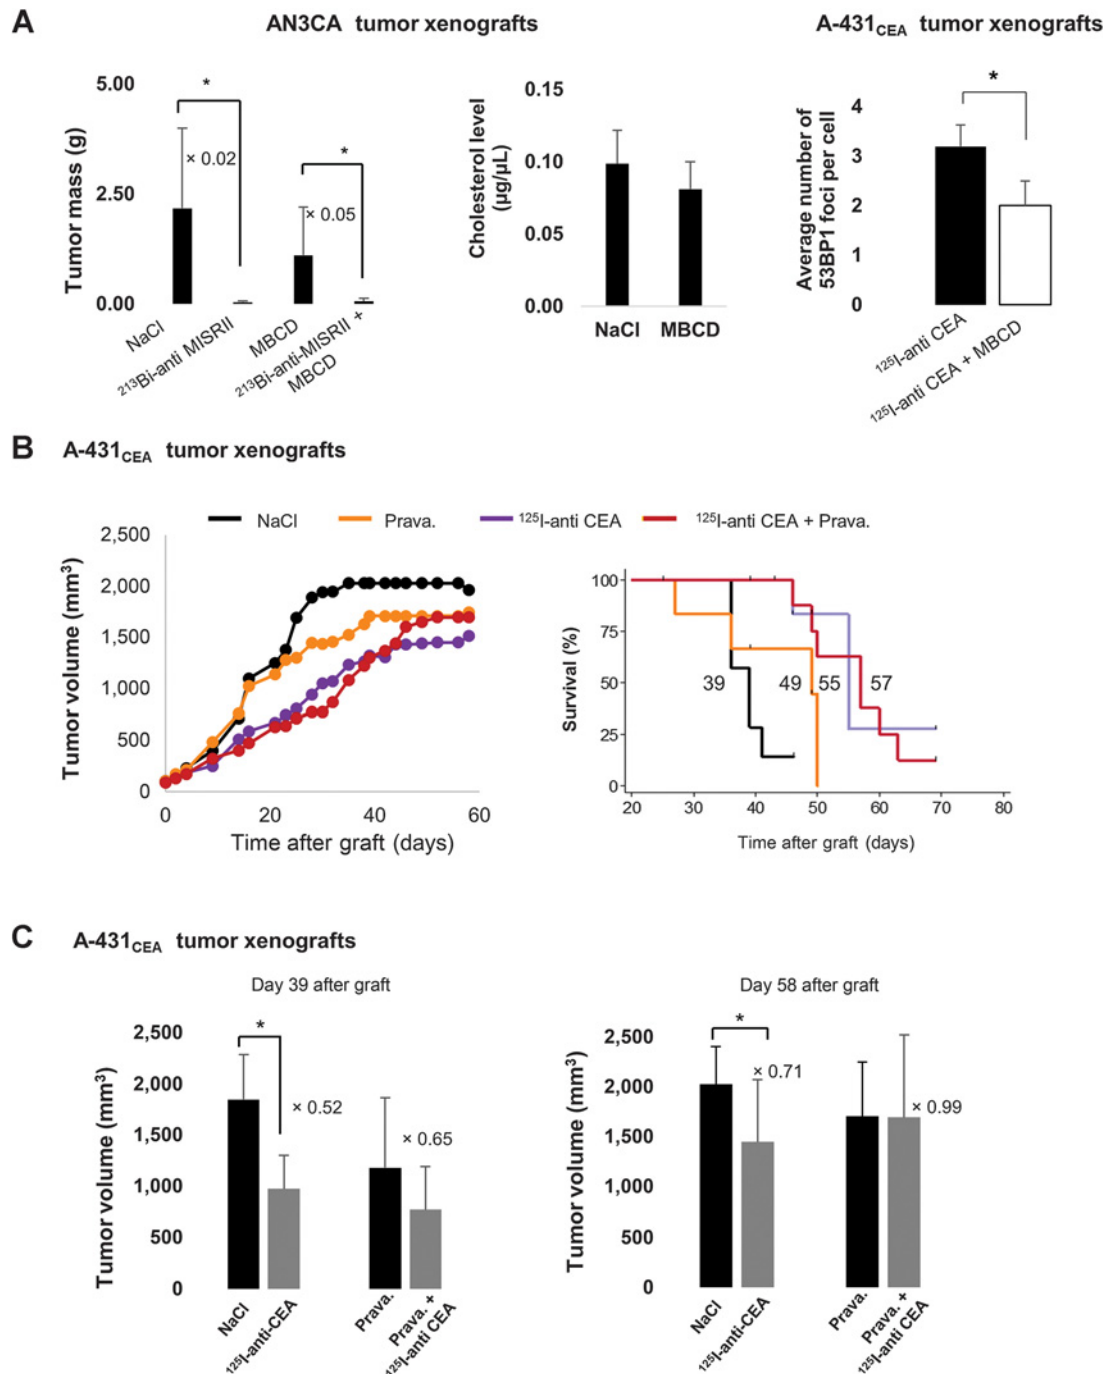 A
AN3CA tumor xenografts
A-431CEA tumor xenografts
Tumor mass (g)
5.00
2.50
0.00
*
× 0.02
*
× 0.05
NaCl
²¹³Bi-anti MISRII
MBCD
²¹³Bi-anti-MISRII +
MBCD
Cholesterol level
(µg/µL)
0.15
0.10
0.05
0.00
NaCl
MBCD
Average number of
53BP1 foci per cell
4
3
2
1
0
*
¹²⁵I-anti CEA
¹²⁵I-anti CEA + MBCD
B
A-431CEA tumor xenografts
NaCl
Prava.
¹²⁵I-anti CEA
¹²⁵I-anti CEA + Prava.
Tumor volume (mm³)
2,500
2,000
1,500
1,000
500
0
0
20
40
60
Time after graft (days)
Survival (%)
100
75
50
25
0
39
49
55
57
20
30
40
50
60
70
80
Time after graft (days)
C
A-431CEA tumor xenografts
Day 39 after graft
Tumor volume (mm³)
2,500
2,000
1,500
1,000
500
0
*
× 0.52
× 0.65
NaCl
¹²⁵I-anti-CEA
Prava.
Prava. +
¹²⁵I-anti CEA
Day 58 after graft
Tumor volume (mm³)
2,500
2,000
1,500
1,000
500
0
*
× 0.71
× 0.99
NaCl
¹²⁵I-anti-CEA
Prava.
Prava. +
¹²⁵I-anti CEA